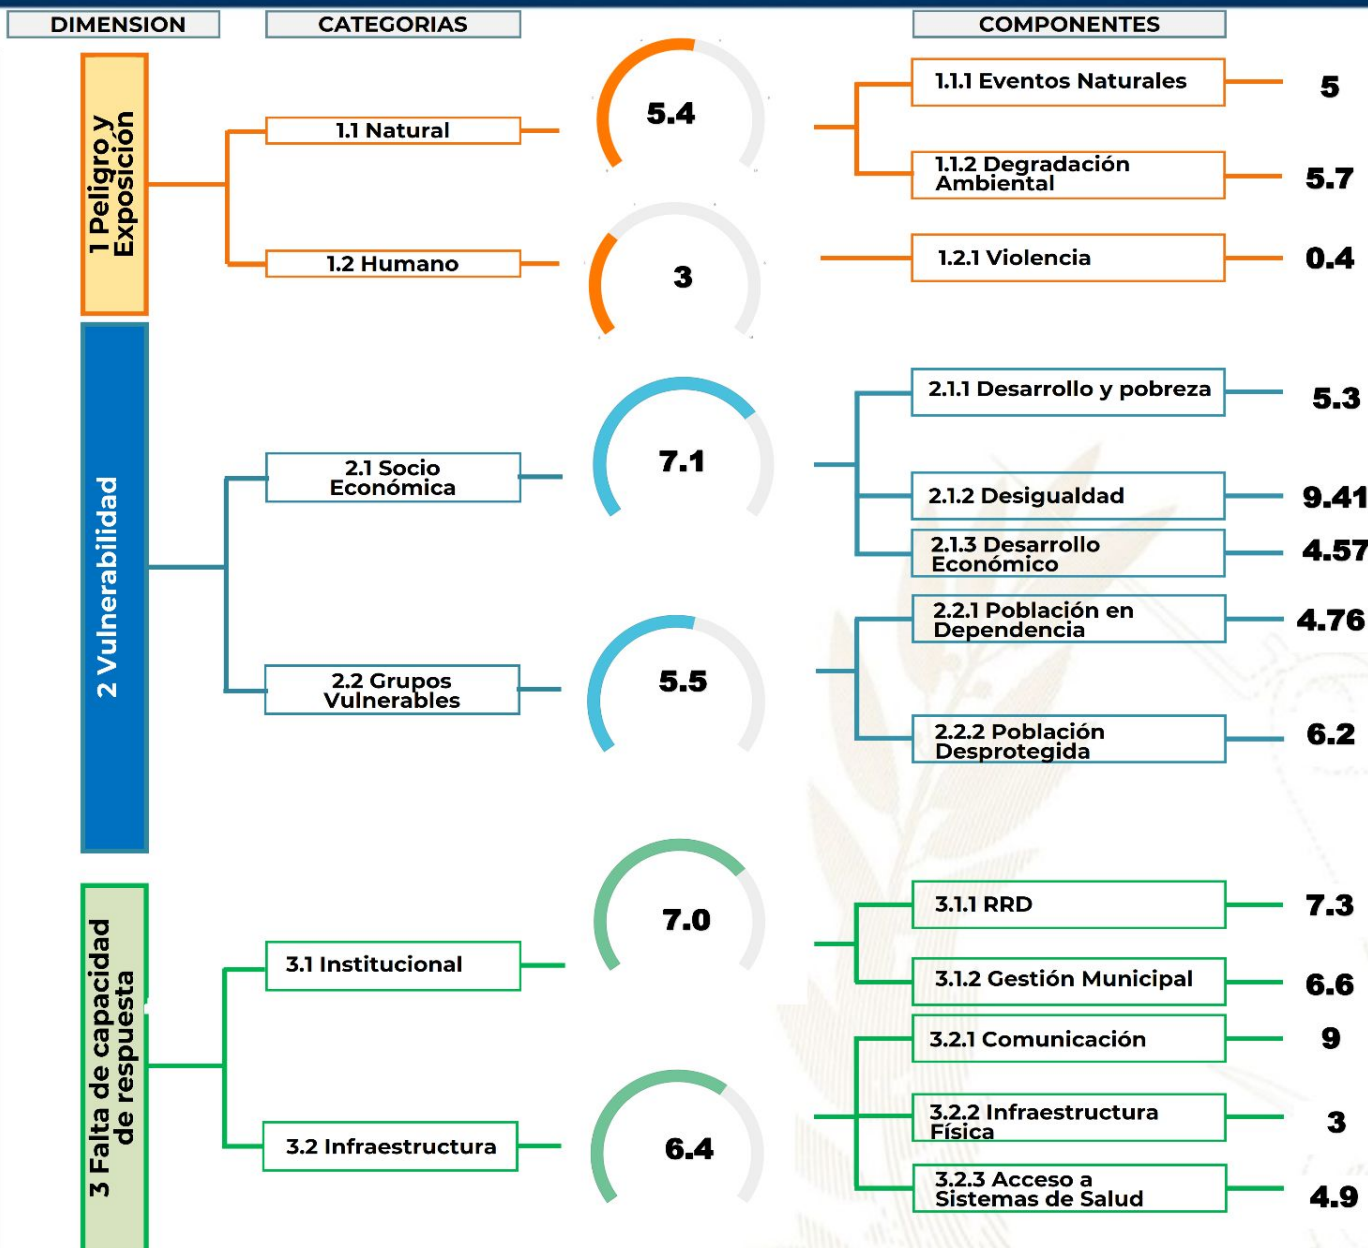 DIMENSION
CATEGORIAS
COMPONENTES
1 Peligro y
Exposición
1.1 Natural
5.4
1.1.1 Eventos Naturales
5
1.1.2 Degradación
Ambiental
5.7
1.2 Humano
3
1.2.1 Violencia
0.4
2 Vulnerabilidad
2.1 Socio
Económica
7.1
2.1.1 Desarrollo y pobreza
5.3
2.1.2 Desigualdad
9.41
2.1.3 Desarrollo
Económico
4.57
2.2 Grupos
Vulnerables
5.5
2.2.1 Población en
Dependencia
4.76
2.2.2 Población
Desprotegida
6.2
3 Falta de capacidad
de respuesta
3.1 Institucional
7.0
3.1.1 RRD
7.3
3.1.2 Gestión Municipal
6.6
3.2 Infraestructura
6.4
3.2.1 Comunicación
9
3.2.2 Infraestructura
Física
3
3.2.3 Acceso a
Sistemas de Salud
4.9